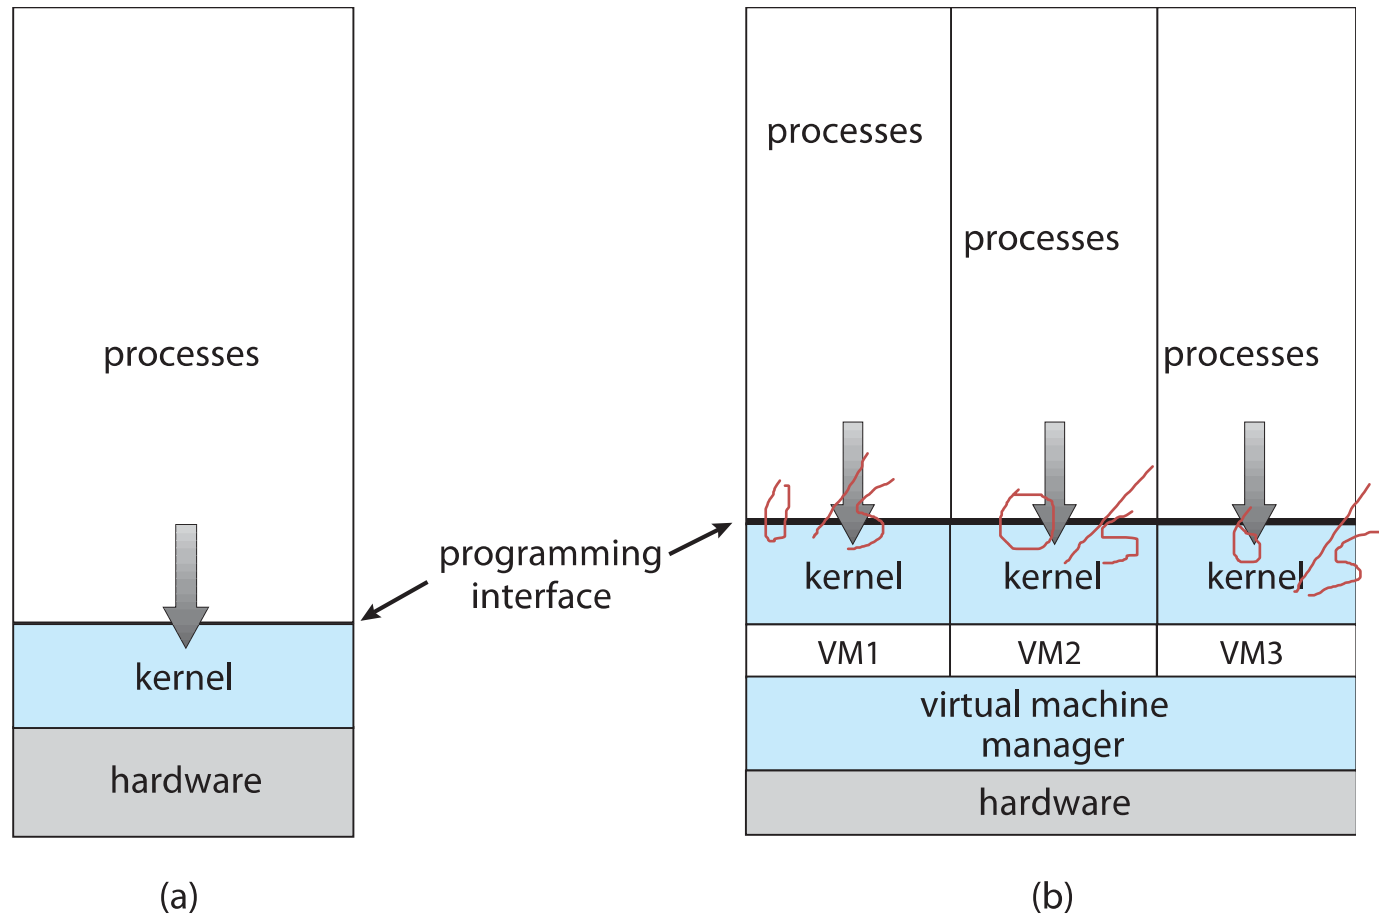 processes
kernel
hardware
(a)
programming
interface
processes
processes
processes
O/S
O/S
O/S
kernel
kernel
kernel
VM1
VM2
VM3
virtual machine
manager
hardware
(b)